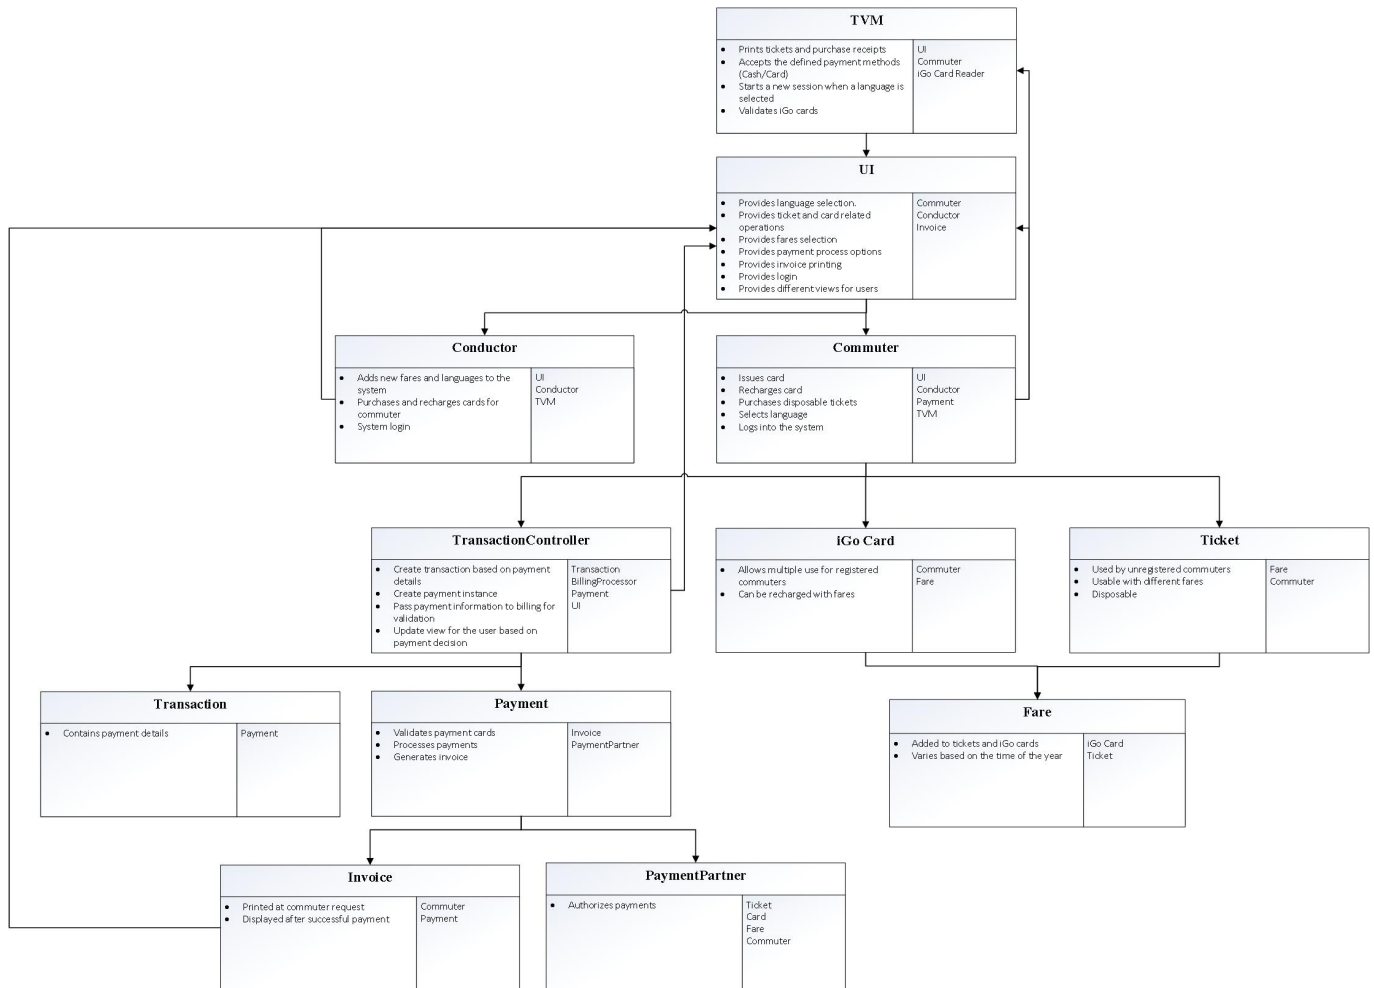 TVM
Prints tickets and purchase receipts
Accepts the defined payment methods
(Cash/Card)
Starts a new session when a language is
selected
Validates iGo cards
UI
Commuter
iGo Card Reader
UI
Provides language selection.
Provides ticket and card related
operations
Provides fares selection
Provides payment process options
Provides invoice printing
Provides login
Provides different views for users
Commuter
Conductor
Invoice
Conductor
Adds new fares and languages to the
system
Purchases and recharges cards for
commuter
System login
UI
Conductor
TVM
Commuter
Issues card
Recharges card
Purchases disposable tickets
Selects language
Logs into the system
UI
Conductor
Payment
TVM
TransactionController
Create transaction based on payment
details
Create payment instance
Pass payment information to billing for
validation
Update view for the user based on
payment decision
Transaction
BillingProcessor
Payment
UI
iGo Card
Allows multiple use for registered
commuters
Can be recharged with fares
Commuter
Fare
Ticket
Used by unregistered commuters
Usable with different fares
Disposable
Fare
Commuter
Transaction
Contains payment details
Payment
Payment
Validates payment cards
Processes payments
Generates invoice
Invoice
PaymentPartner
Fare
Added to tickets and iGo cards
Varies based on the time of the year
iGo Card
Ticket
Invoice
Printed at commuter request
Displayed after successful payment
Commuter
Payment
PaymentPartner
Authorizes payments
Ticket
Card
Fare
Commuter